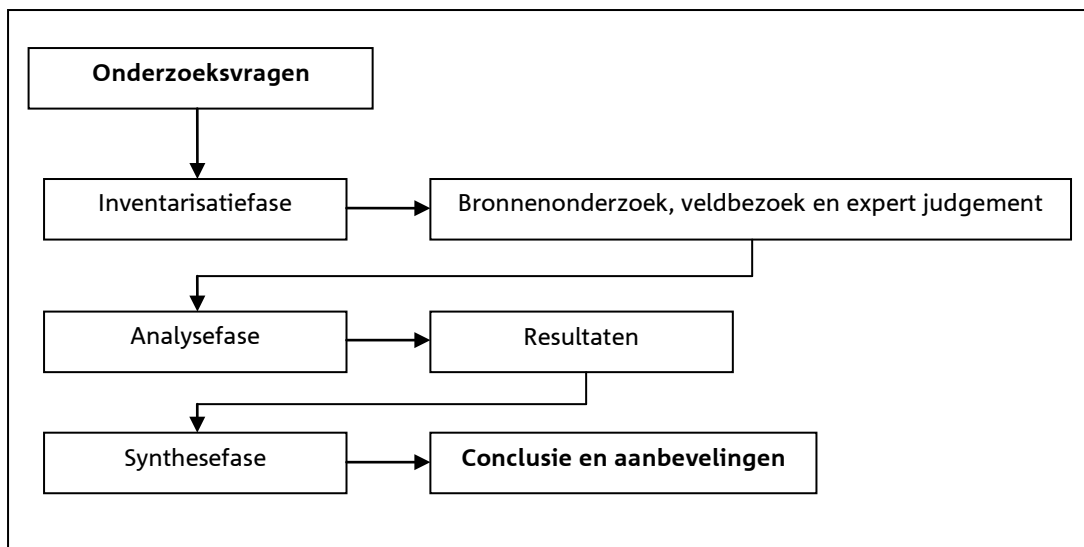 Onderzoeksvragen
Inventarisatiefase
Bronnenonderzoek, veldbezoek en expert judgement
Analysefase
Resultaten
Synthesefase
Conclusie en aanbevelingen